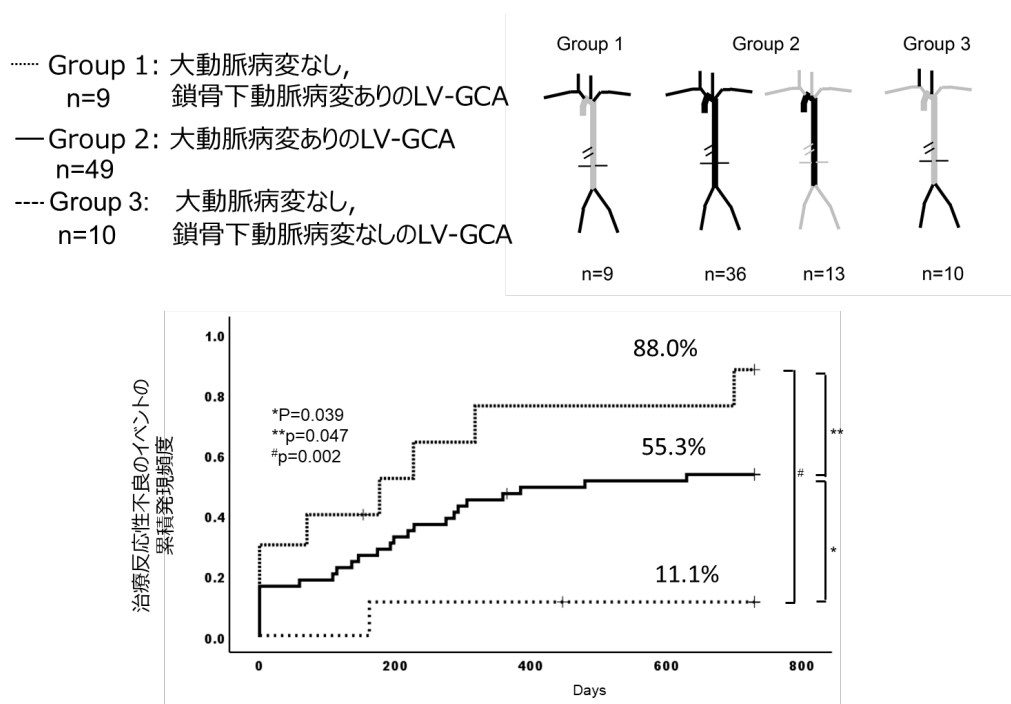 Group 1: 大動脈病変なし,
n=9 鎖骨下動脈病変ありのLV-GCA
Group 2: 大動脈病変ありのLV-GCA
n=49
Group 3: 大動脈病変なし,
n=10 鎖骨下動脈病変なしのLV-GCA
Group 1 Group 2 Group 3
n=9 n=36 n=13 n=10
治療反応性不良のイベントの
累積発現頻度
1.0
0.8
0.6
0.4
0.2
0.0
*P=0.039
**p=0.047
#p=0.002
88.0%
55.3%
11.1%
**
#
*
0 200 400 600 800
Days